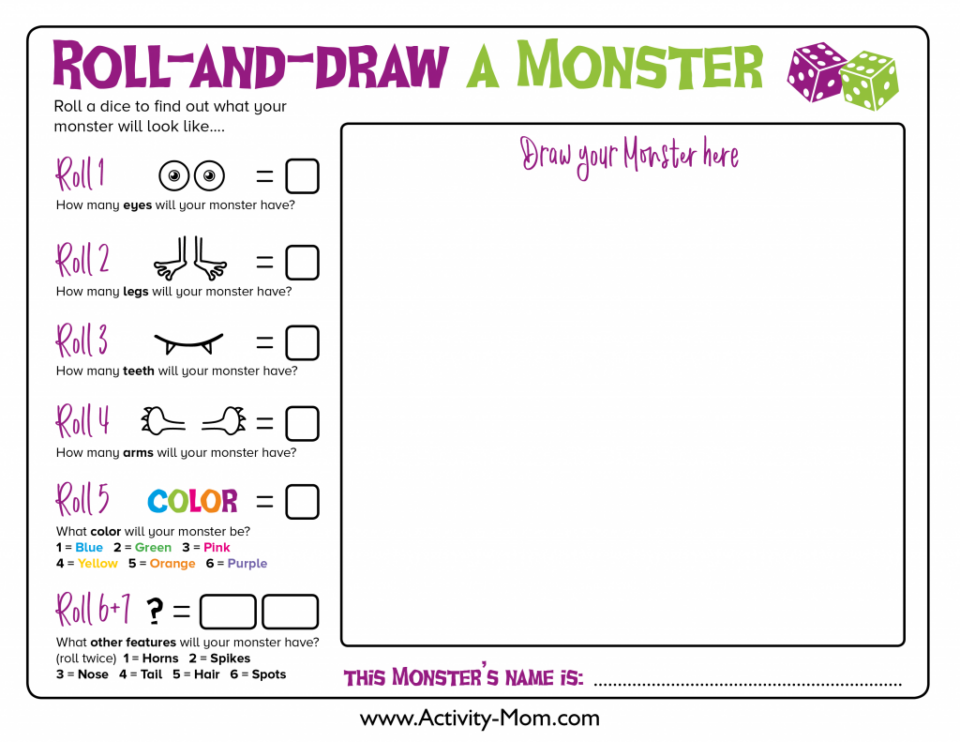 Roll-and-draw a Monster
Roll a dice to find out what your
monster will look like....
Roll 1 =
How many eyes will your monster have?
Roll 2 =
How many legs will your monster have?
Roll 3 =
How many teeth will your monster have?
Roll 4 =
How many arms will your monster have?
Roll 5 COLOR =
What color will your monster be?
1 = Blue 2 = Green 3 = Pink
4 = Yellow 5 = Orange 6 = Purple
Roll 6+7 ? =
What other features will your monster have?
(roll twice) 1 = Horns 2 = Spikes
3 = Nose 4 = Tail 5 = Hair 6 = Spots
Draw your Monster here
this Monster's name is: ........................................................
www.Activity-Mom.com